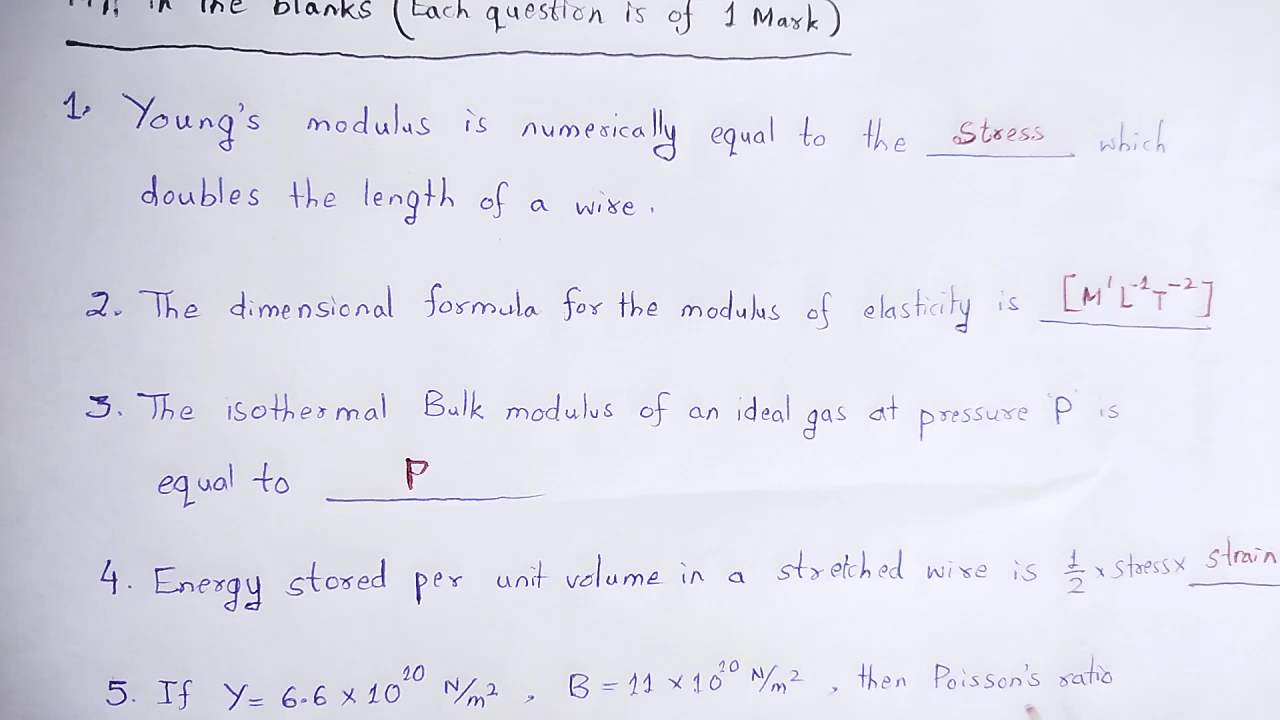 in the blanks (Each question is of 1 Mark)
1. Young's modulus is numerically equal to the Stress which
doubles the length of a wire.
2. The dimensional formula for the modulus of elasticity is [M¹L⁻¹T⁻²]
3. The isothermal Bulk modulus of an ideal gas at pressure 'P' is
equal to P
4. Energy stored per unit volume in a stretched wire is 1/2 × stress × strain
5. If Y = 6.6 × 10²⁰ N/m², B = 11 × 10²⁰ N/m², then Poisson's ratio